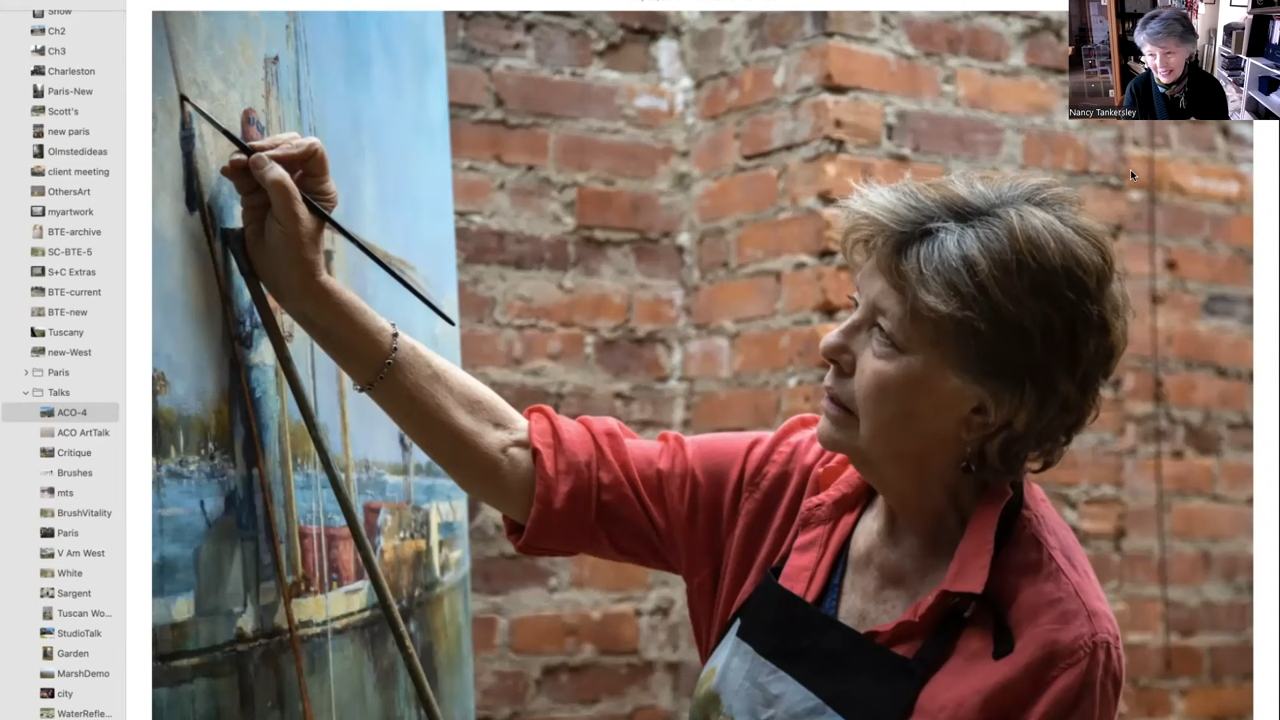 Show
Ch2
Ch3
Charleston
Paris-New
Scott's
new paris
Olmstedideas
client meeting
OthersArt
myartwork
BTE-archive
SC-BTE-5
S+C Extras
BTE-current
BTE-new
Tuscany
new-West
Paris
Talks
ACO-4
ACO ArtTalk
Critique
Brushes
mts
BrushVitality
Paris
V Am West
White
Sargent
Tuscan Wo...
StudioTalk
Garden
MarshDemo
city
WaterRefle...
Nancy Tankersley